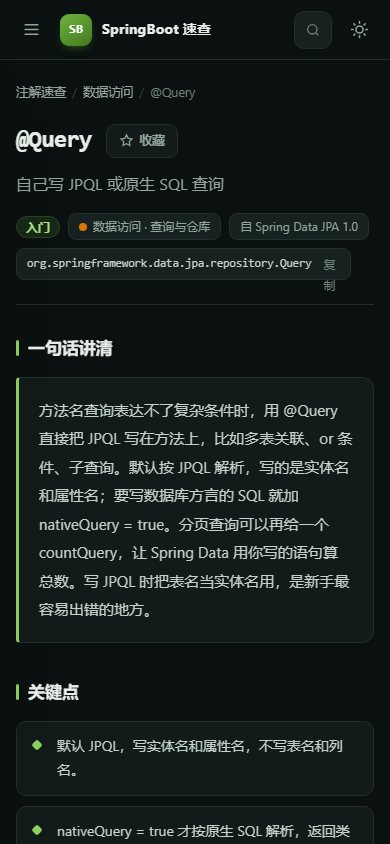 SB SpringBoot 速查
注解速查 / 数据访问 / @Query
@Query 收藏
自己写 JPQL 或原生 SQL 查询
入门 数据访问 · 查询与仓库 自 Spring Data JPA 1.0
org.springframework.data.jpa.repository.Query 复制
一句话讲清
方法名查询表达不了复杂条件时，用 @Query
直接把 JPQL 写在方法上，比如多表关联、or 条
件、子查询。默认按 JPQL 解析，写的是实体名
和属性名；要写数据库方言的 SQL 就加
nativeQuery = true。分页查询可以再给一个
countQuery，让 Spring Data 用你写的语句算
总数。写 JPQL 时把表名当实体名用，是新手最
容易出错的地方。
关键点
默认 JPQL，写实体名和属性名，不写表名和列
名。
nativeQuery = true 才按原生 SQL 解析，返回类